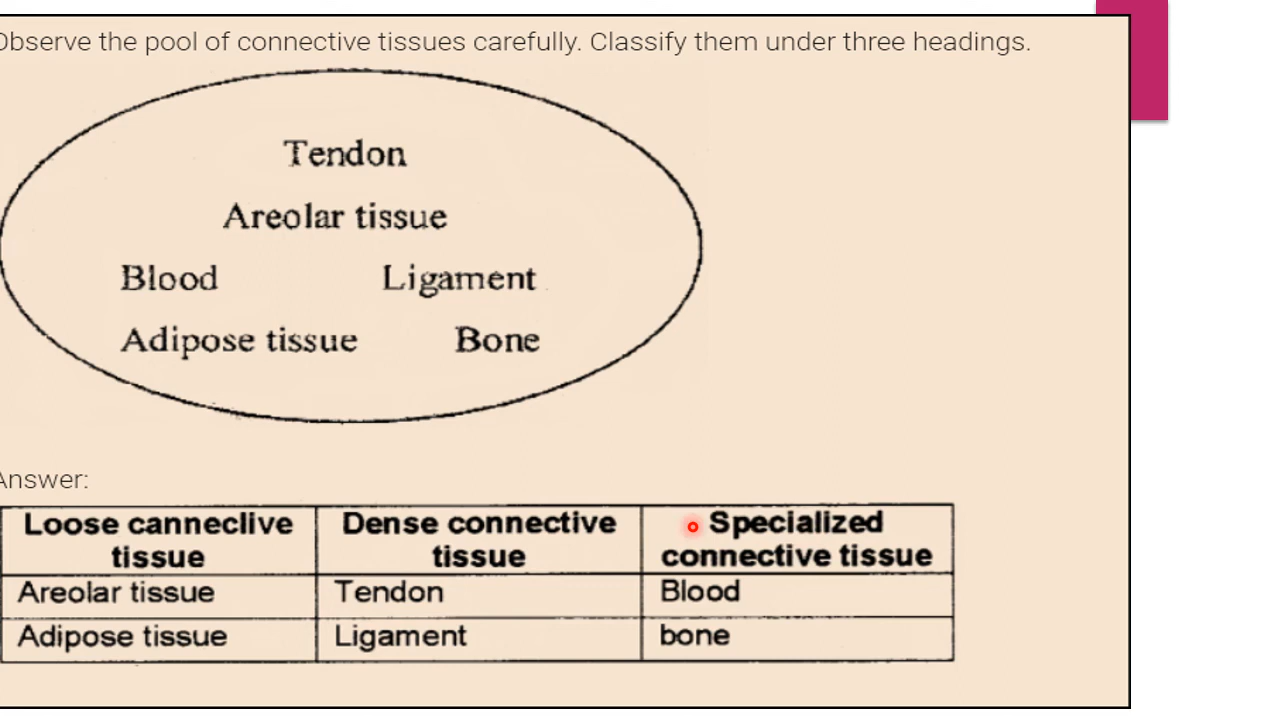 Observe the pool of connective tissues carefully. Classify them under three headings.
Tendon
Areolar tissue
Blood Ligament
Adipose tissue Bone
Answer:
Loose canneclive tissue Dense connective tissue Specialized connective tissue
Areolar tissue Tendon Blood
Adipose tissue Ligament bone